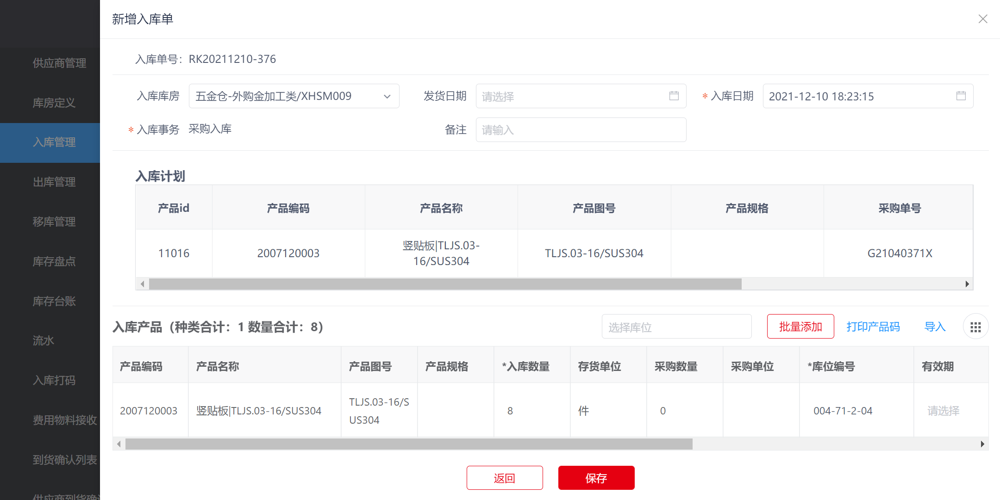 新增入库单
供应商管理
库房定义
入库管理
出库管理
移库管理
库存盘点
库存台账
流水
入库打码
费用物料接收
到货确认列表
供应商到货确
入库单号：RK20211210-376
入库库房 五金仓-外购金加工类/XHSM009 发货日期 请选择 * 入库日期 2021-12-10 18:23:15
* 入库事务 采购入库 备注 请输入
入库计划
产品id 产品编码 产品名称 产品图号 产品规格 采购单号
11016 2007120003 竖贴板|TLJS.03-16/SUS304 TLJS.03-16/SUS304 G21040371X
入库产品（种类合计：1 数量合计：8） 选择库位 批量添加 打印产品码 导入
产品编码 产品名称 产品图号 产品规格 *入库数量 存货单位 采购数量 采购单位 *库位编号 有效期
2007120003 竖贴板|TLJS.03-16/SUS304 TLJS.03-16/SUS304 8 件 0 004-71-2-04 请选择
返回 保存